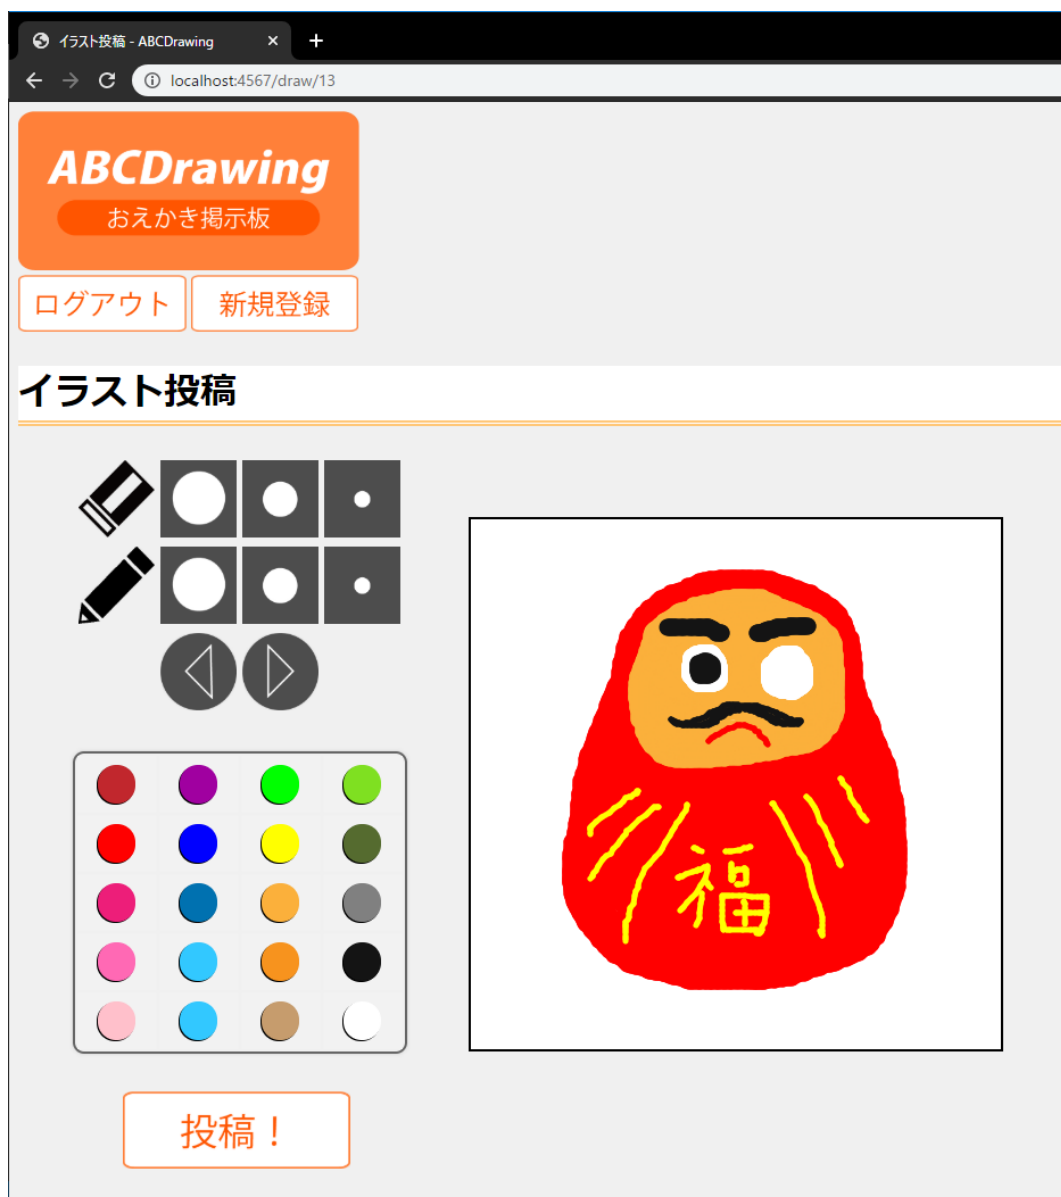 イラスト投稿 - ABCDrawing
localhost:4567/draw/13
ABCDrawing
おえかき掲示板
ログアウト 新規登録
イラスト投稿
福
投稿！